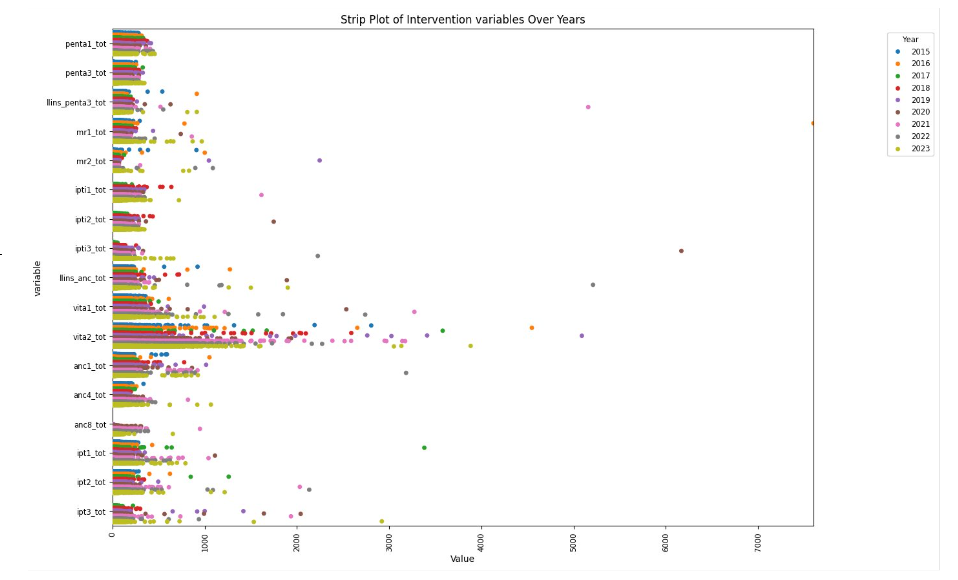 Strip Plot of Intervention variables Over Years
variable
penta1_tot
penta3_tot
llins_penta3_tot
mr1_tot
mr2_tot
ipti1_tot
ipti2_tot
ipti3_tot
llins_anc_tot
vita1_tot
vita2_tot
anc1_tot
anc4_tot
anc8_tot
ipt1_tot
ipt2_tot
ipt3_tot
0
1000
2000
3000
4000
5000
6000
7000
Value
Year
2015
2016
2017
2018
2019
2020
2021
2022
2023